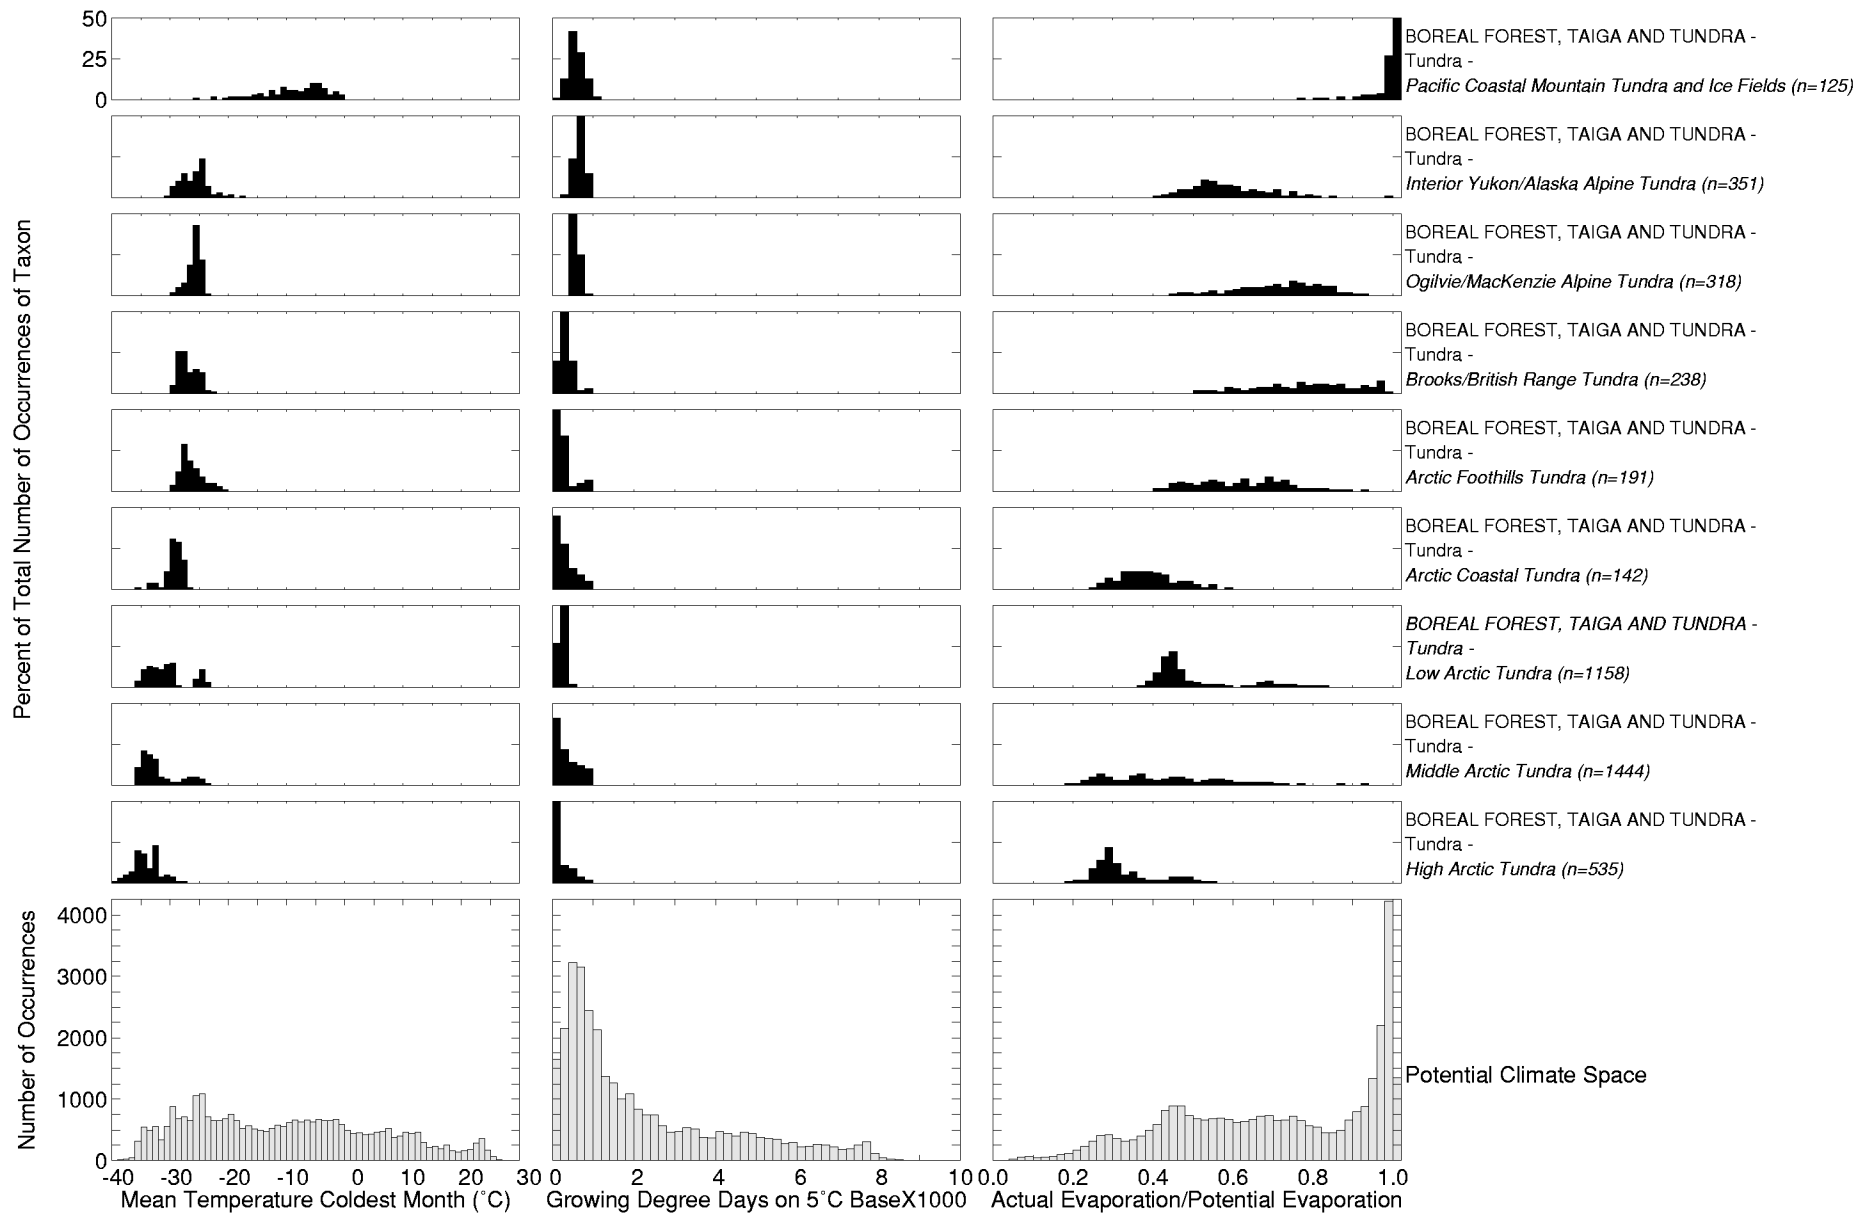 50
25
0
BOREAL FOREST, TAIGA AND TUNDRA -
Tundra -
Pacific Coastal Mountain Tundra and Ice Fields (n=125)
BOREAL FOREST, TAIGA AND TUNDRA -
Tundra -
Interior Yukon/Alaska Alpine Tundra (n=351)
BOREAL FOREST, TAIGA AND TUNDRA -
Tundra -
Ogilvie/MacKenzie Alpine Tundra (n=318)
BOREAL FOREST, TAIGA AND TUNDRA -
Tundra -
Brooks/British Range Tundra (n=238)
BOREAL FOREST, TAIGA AND TUNDRA -
Tundra -
Arctic Foothills Tundra (n=191)
BOREAL FOREST, TAIGA AND TUNDRA -
Tundra -
Arctic Coastal Tundra (n=142)
BOREAL FOREST, TAIGA AND TUNDRA -
Tundra -
Low Arctic Tundra (n=1158)
BOREAL FOREST, TAIGA AND TUNDRA -
Tundra -
Middle Arctic Tundra (n=1444)
BOREAL FOREST, TAIGA AND TUNDRA -
Tundra -
High Arctic Tundra (n=535)
Percent of Total Number of Occurrences of Taxon
Number of Occurrences
4000
3000
2000
1000
0
Potential Climate Space
-40 -30 -20 -10 0 10 20 30
0 2 4 6 8 10
0.0 0.2 0.4 0.6 0.8 1.0
Mean Temperature Coldest Month (˚C)
Growing Degree Days on 5˚C BaseX1000
Actual Evaporation/Potential Evaporation